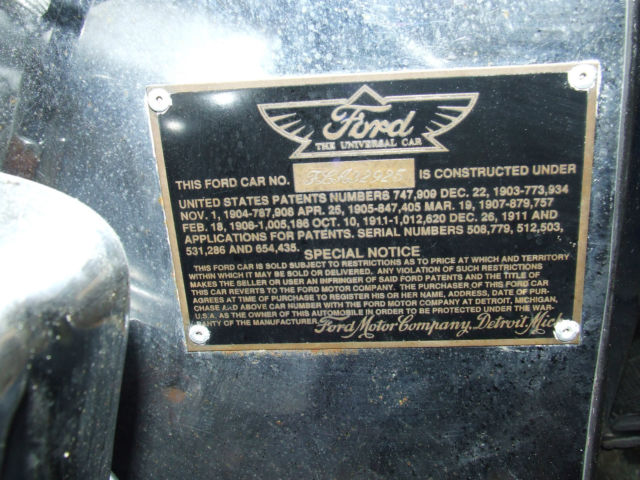 Ford
THE UNIVERSAL CAR
THIS FORD CAR NO. IS CONSTRUCTED UNDER
UNITED STATES PATENTS NUMBERS 747,909 DEC. 22, 1903-773,934
NOV. 1, 1904-787,908 APR. 25, 1905-847,405 MAR. 19, 1907-879,757
FEB. 18, 1908-1,005,186 OCT. 10, 1911-1,012,620 DEC. 26, 1911 AND
APPLICATIONS FOR PATENTS. SERIAL NUMBERS 508,779, 512,503,
531,286 AND 654,435.
SPECIAL NOTICE
THIS FORD CAR IS SOLD SUBJECT TO RESTRICTIONS AS TO PRICE AT WHICH AND TERRITORY
WITHIN WHICH IT MAY BE SOLD OR DELIVERED. ANY VIOLATION OF SUCH RESTRICTIONS
MAKES THE SELLER OR USER AN INFRINGER OF SAID FORD PATENTS AND THE TITLE OF
THIS CAR REVERTS TO THE FORD MOTOR COMPANY. THE PURCHASER OF THIS FORD CAR
AGREES AT TIME OF PURCHASE TO REGISTER HIS OR HER NAME, ADDRESS, DATE OF PUR-
CHASE AND ABOVE CAR NUMBER WITH THE FORD MOTOR COMPANY AT DETROIT, MICHIGAN,
U.S.A. AS THE OWNER OF THIS AUTOMOBILE IN ORDER TO BE PROTECTED UNDER THE WAR-
RANTY OF THE MANUFACTURER. Ford Motor Company, Detroit, Mich.